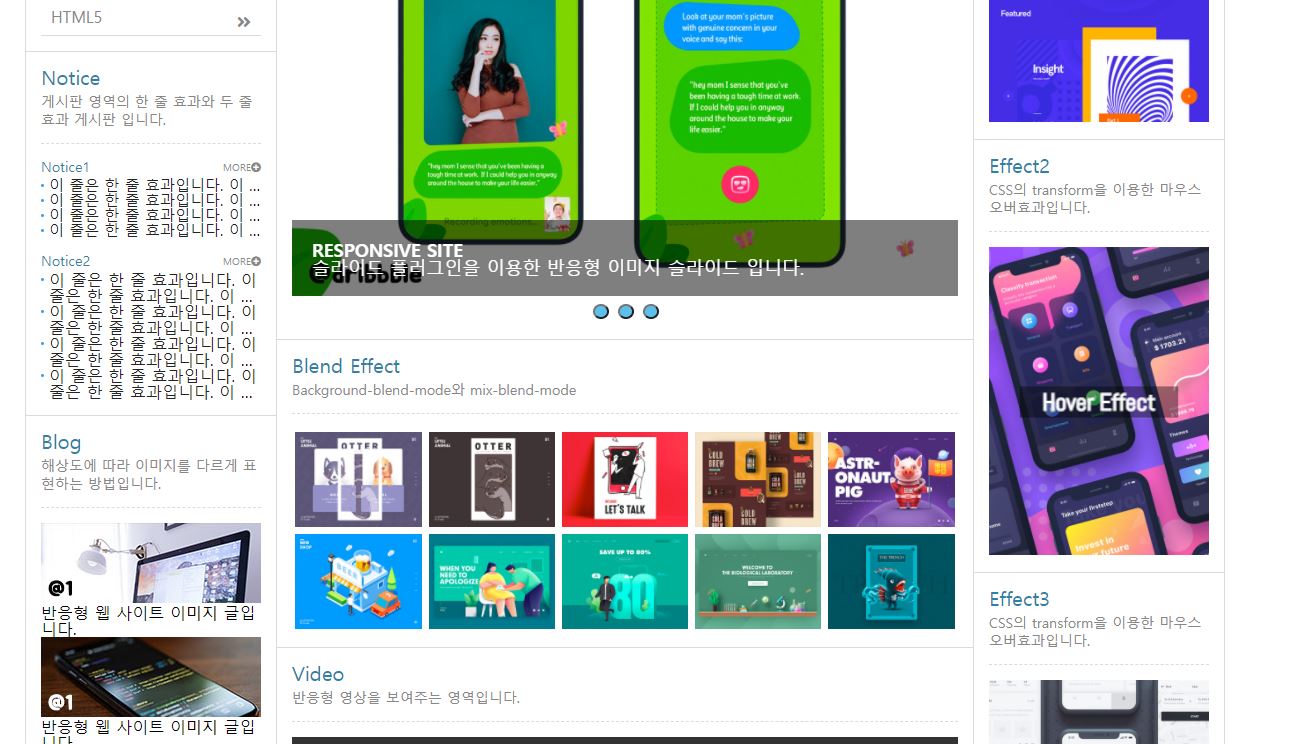 HTML5
Notice
게시판 영역의 한 줄 효과와 두 줄
효과 게시판 입니다.
Notice1
MORE
이 줄은 한 줄 효과입니다. 이 ...
이 줄은 한 줄 효과입니다. 이 ...
이 줄은 한 줄 효과입니다. 이 ...
이 줄은 한 줄 효과입니다. 이 ...
Notice2
MORE
이 줄은 한 줄 효과입니다. 이
줄은 한 줄 효과입니다. 이 ...
이 줄은 한 줄 효과입니다. 이
줄은 한 줄 효과입니다. 이 ...
이 줄은 한 줄 효과입니다. 이
줄은 한 줄 효과입니다. 이 ...
이 줄은 한 줄 효과입니다. 이
줄은 한 줄 효과입니다. 이 ...
Blog
해상도에 따라 이미지를 다르게 표
현하는 방법입니다.
@1
반응형 웹 사이트 이미지 글입
니다.
@1
반응형 웹 사이트 이미지 글입
니다.
"hey mom I sense that you've been having a
tough time at work. If I could help you in anyway
around the house to make your life easier."
Recording emotions...
Look at your mom's picture
with genuine concern in your
voice and say this:
"hey mom I sense that you've
been having a tough time at work.
If I could help you in anyway
around the house to make your
life easier."
RESPONSIVE SITE
슬라이드 플러그인을 이용한 반응형 이미지 슬라이드 입니다.
@dribbble
Blend Effect
Background-blend-mode와 mix-blend-mode
OTTER
OTTER
LET'S TALK
COLD
BREW
COLD
BREW
ASTR-
ONAUT
PIG
SHOP
BEER
WHEN YOU
NEED TO
APOLOGIZE
SAVE UP TO 80%
80
WELCOME TO
THE BIOLOGICAL LABORATORY
THE TRENCH
Video
반응형 영상을 보여주는 영역입니다.
Featured
Insight
Effect2
CSS의 transform을 이용한 마우스
오버효과입니다.
Classify transaction
My account
$ 1703.21
Hover Effect
Themes
Take your firststep
Invest in
your future
Effect3
CSS의 transform을 이용한 마우스
오버효과입니다.
START